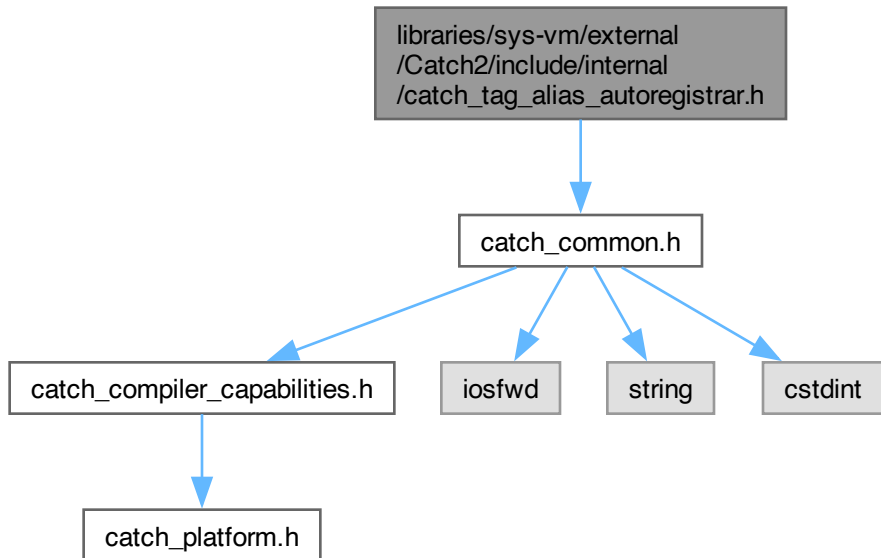 libraries/sys-vm/external
/Catch2/include/internal
/catch_tag_alias_autoregistrar.h
catch_common.h
catch_compiler_capabilities.h
iosfwd
string
cstdint
catch_platform.h